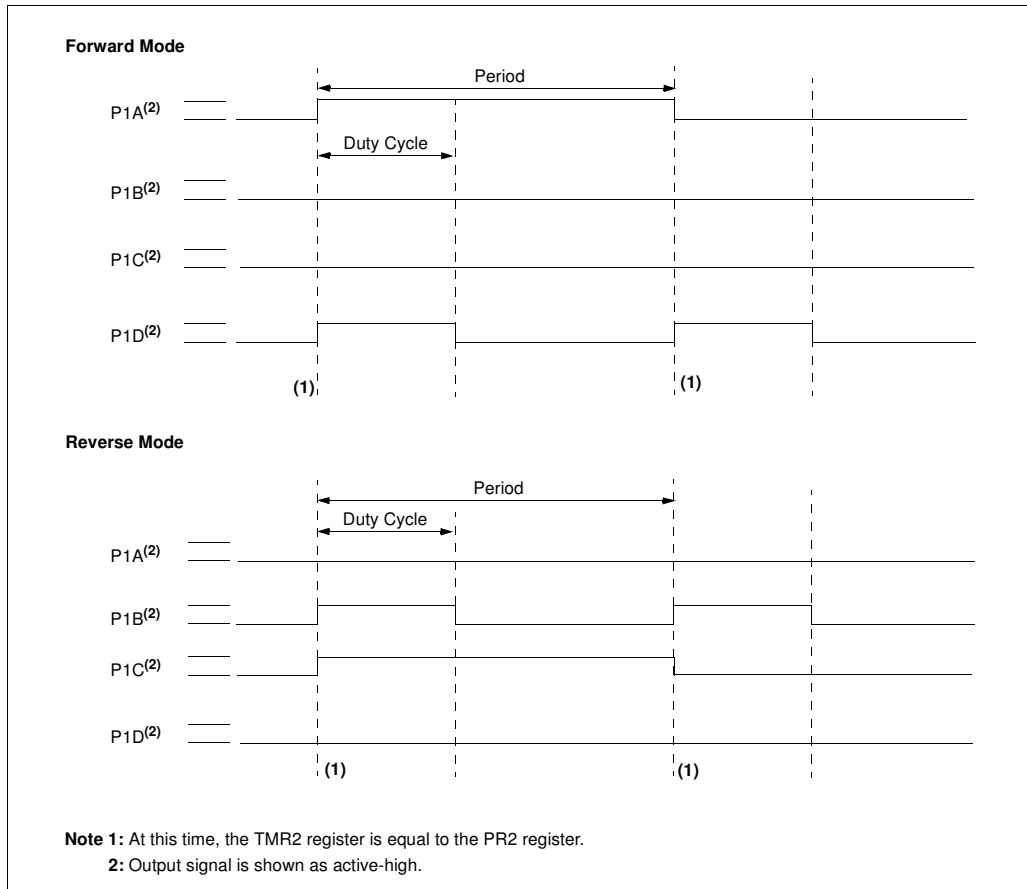 Forward Mode
Period
P1A(2)
Duty Cycle
P1B(2)
P1C(2)
P1D(2)
(1)
(1)
Reverse Mode
Period
Duty Cycle
P1A(2)
P1B(2)
P1C(2)
P1D(2)
(1)
(1)
Note 1: At this time, the TMR2 register is equal to the PR2 register.
2: Output signal is shown as active-high.